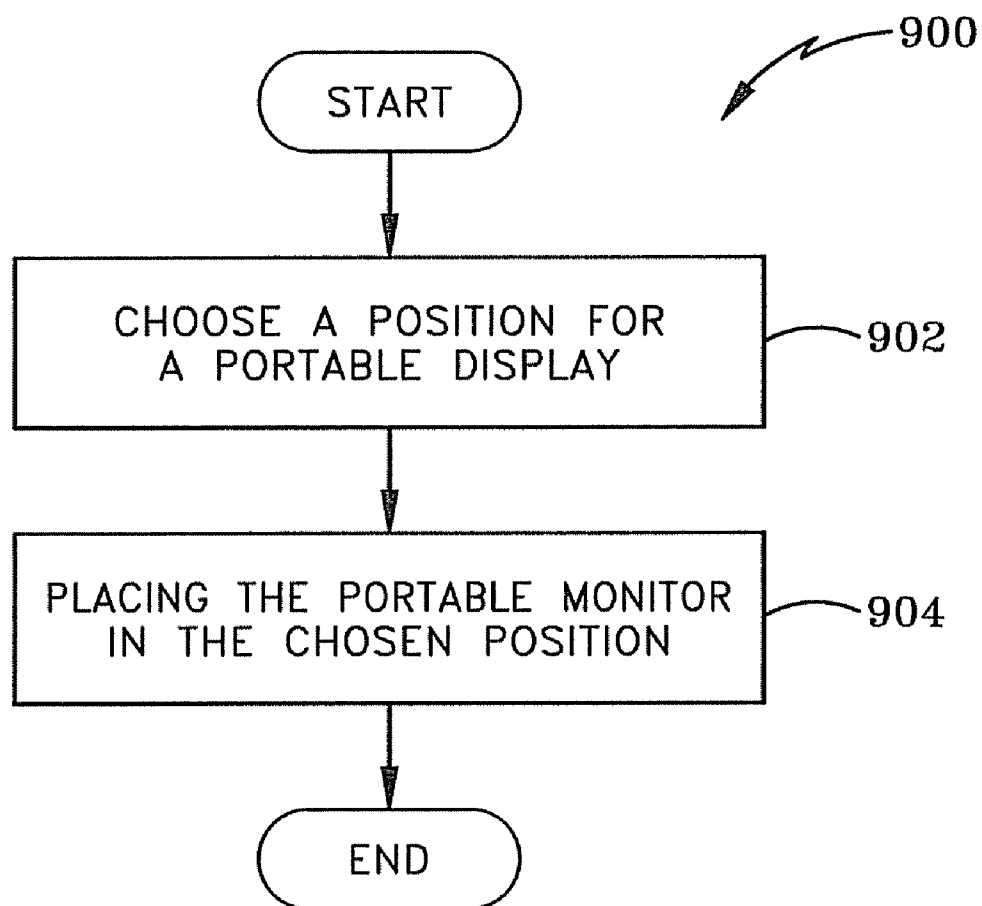 900
START
CHOOSE A POSITION FOR
A PORTABLE DISPLAY
902
PLACING THE PORTABLE MONITOR
IN THE CHOSEN POSITION
904
END